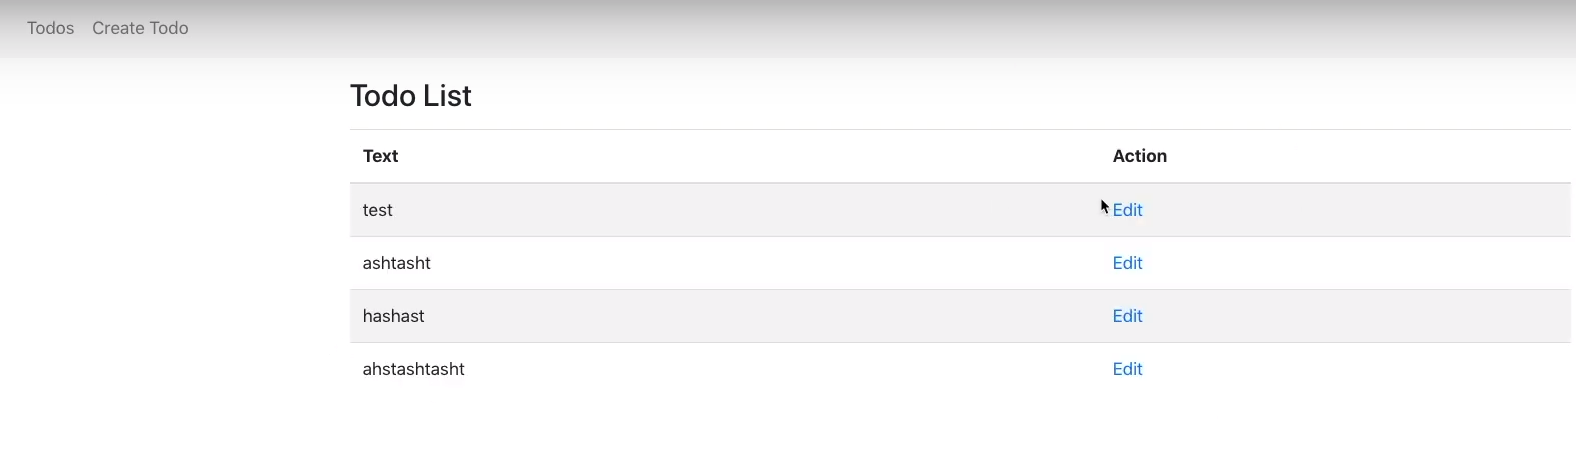 Todos Create Todo
Todo List
Text Action
test Edit
ashtasht Edit
hashast Edit
ahstashtasht Edit